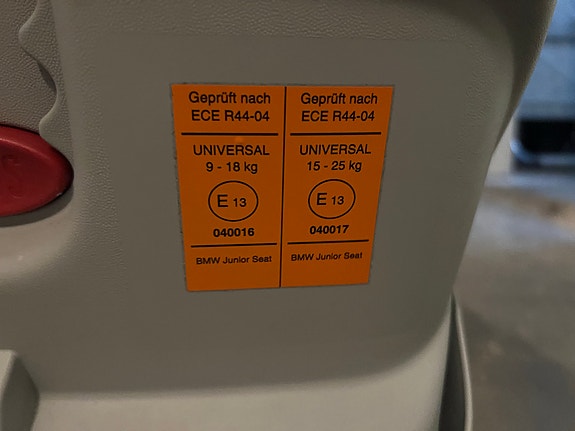 Geprüft nach
ECE R44-04
UNIVERSAL
9 - 18 kg
E 13
040016
BMW Junior Seat
Geprüft nach
ECE R44-04
UNIVERSAL
15 - 25 kg
E 13
040017
BMW Junior Seat